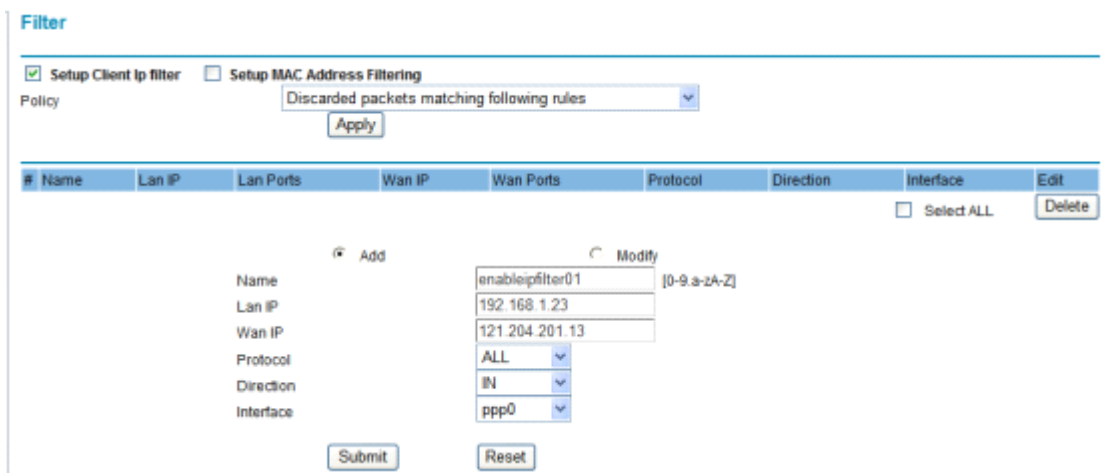 Filter
Setup Client Ip filter Setup MAC Address Filtering
Policy Discarded packets matching following rules
Apply
# Name Lan IP Lan Ports Wan IP Wan Ports Protocol Direction Interface Edit
Select ALL Delete
Add Modify
Name enableipfilter01 [0-9.a-zA-Z]
Lan IP 192.168.1.23
Wan IP 121.204.201.13
Protocol ALL
Direction IN
Interface ppp0
Submit Reset